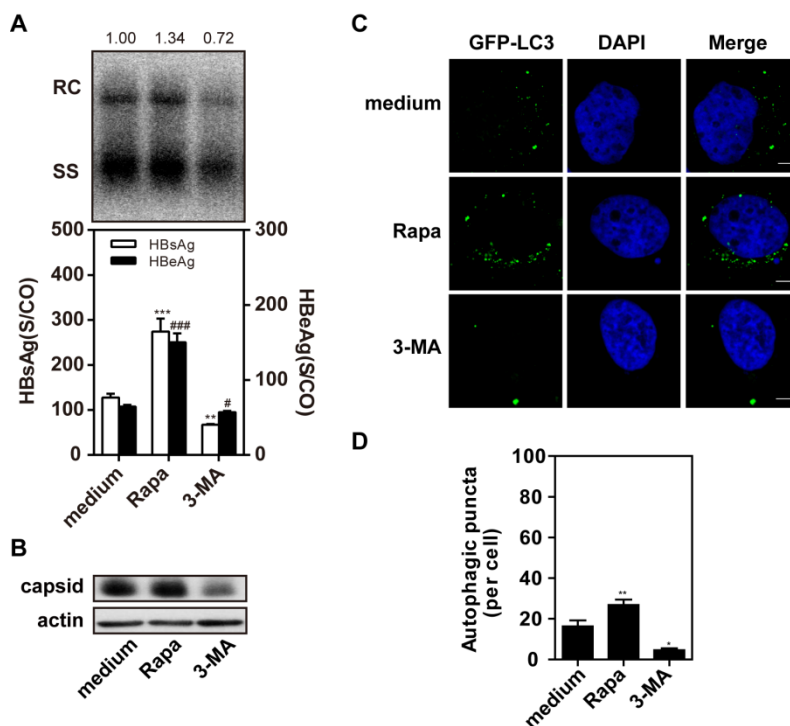 A
1.00 1.34 0.72
RC
SS
500
400
300
200
100
0
HBsAg(S/CO)
HBsAg
HBeAg
***
###
**
#
300
200
100
0
HBeAg(S/CO)
medium
Rapa
3-MA
B
capsid
actin
medium
Rapa
3-MA
C
GFP-LC3 DAPI Merge
medium
Rapa
3-MA
D
100
80
60
40
20
0
Autophagic puncta
(per cell)
**
*
medium
Rapa
3-MA